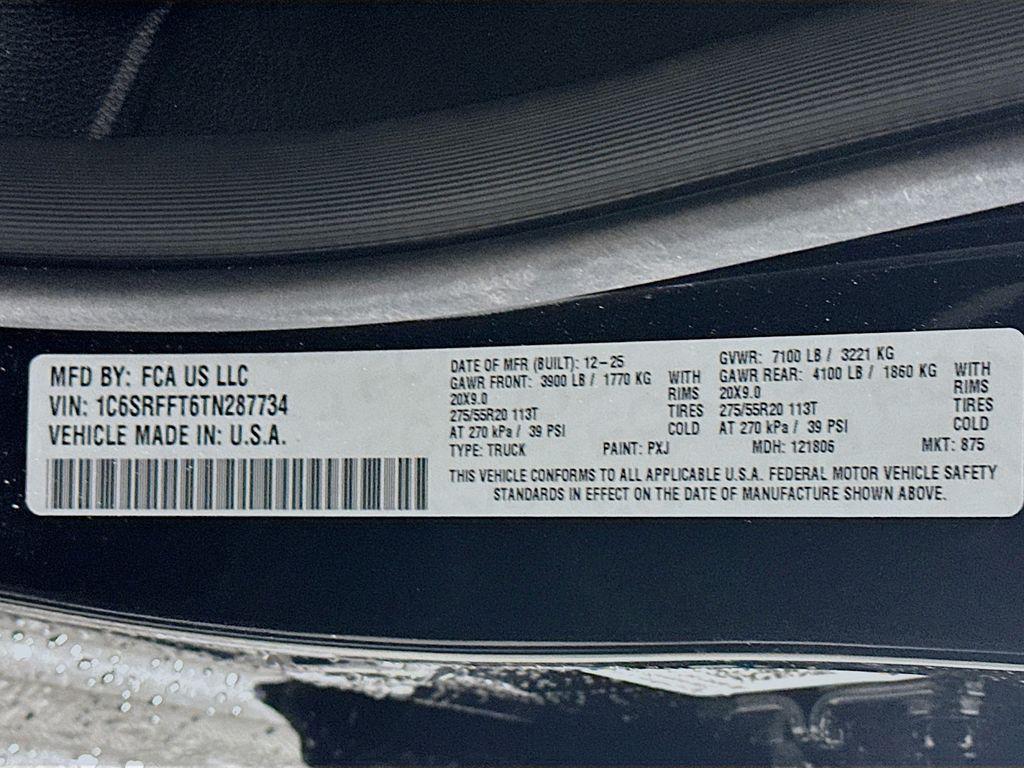 MFD BY: FCA US LLC
VIN: 1C6SRFFT6TN287734
VEHICLE MADE IN: U.S.A.
DATE OF MFR (BUILT): 12-25
GAWR FRONT: 3900 LB / 1770 KG WITH
20X9.0 RIMS
275/55R20 113T TIRES
AT 270 kPa / 39 PSI COLD
GVWR: 7100 LB / 3221 KG
GAWR REAR: 4100 LB / 1860 KG WITH
20X9.0 RIMS
275/55R20 113T TIRES
AT 270 kPa / 39 PSI COLD
TYPE: TRUCK PAINT: PXJ MDH: 121806 MKT: 875
THIS VEHICLE CONFORMS TO ALL APPLICABLE U.S.A. FEDERAL MOTOR VEHICLE SAFETY
STANDARDS IN EFFECT ON THE DATE OF MANUFACTURE SHOWN ABOVE.